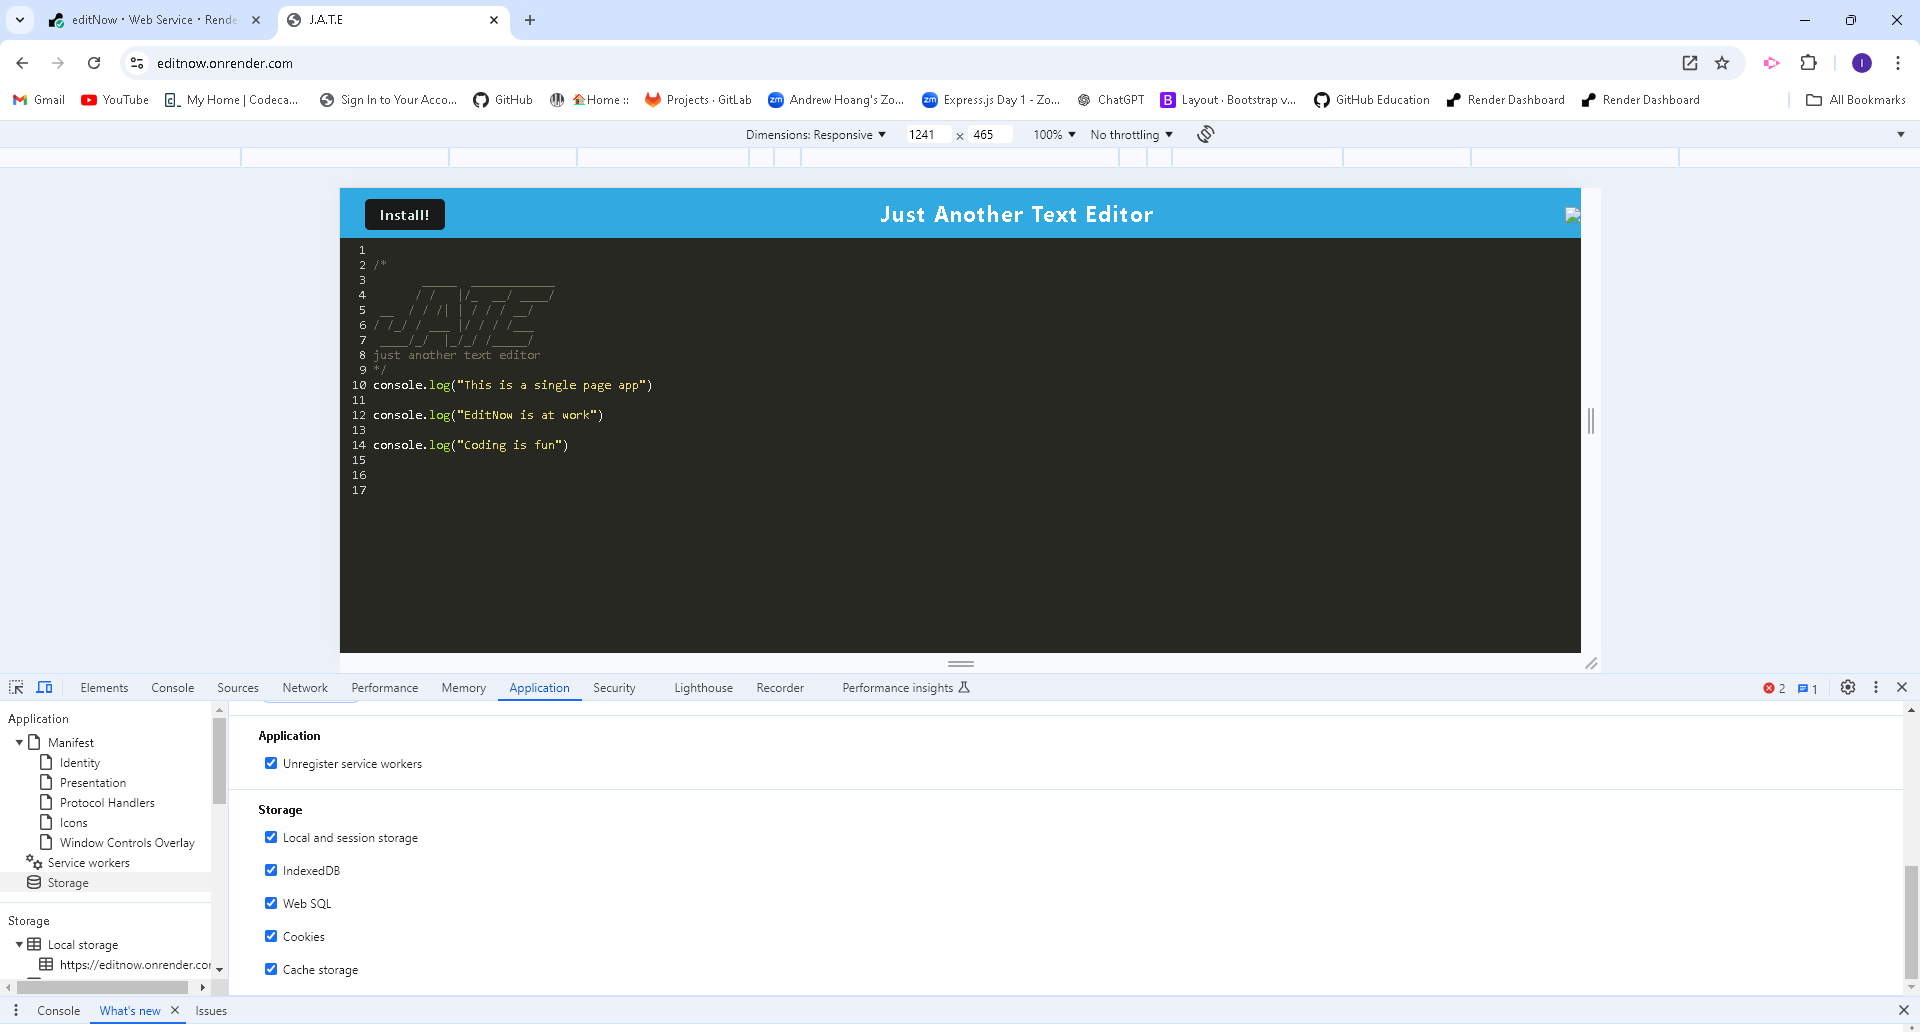 editNow · Web Service · Rende
J.A.T.E
editnow.onrender.com
I
Gmail
YouTube
My Home | Codeca...
Sign In to Your Acco...
GitHub
Home ::
Projects · GitLab
Andrew Hoang's Zo...
Express.js Day 1 - Zo...
ChatGPT
Layout · Bootstrap v...
GitHub Education
Render Dashboard
Render Dashboard
All Bookmarks
Dimensions: Responsive 1241 × 465 100% No throttling
Install!
Just Another Text Editor
1
2 /*
3
4
5
6
7
8 just another text editor
9 */
10 console.log("This is a single page app")
11
12 console.log("EditNow is at work")
13
14 console.log("Coding is fun")
15
16
17
Elements Console Sources Network Performance Memory Application Security Lighthouse Recorder Performance insights 2 1
Application
Manifest
Identity
Presentation
Protocol Handlers
Icons
Window Controls Overlay
Service workers
Storage
Storage
Local storage
https://editnow.onrender.cor
Application
Unregister service workers
Storage
Local and session storage
IndexedDB
Web SQL
Cookies
Cache storage
Console What's new Issues